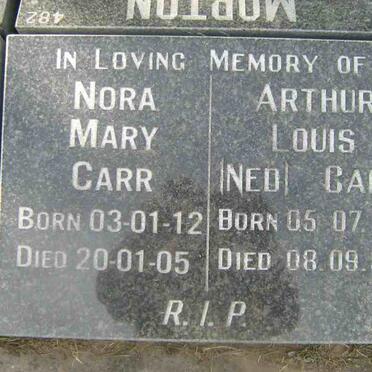 482 MORTON
IN LOVING MEMORY OF
NORA
MARY
CARR
BORN 03-01-12
DIED 20-01-05
ARTHUR
LOUIS
|NED| CA
BORN 05 07.
DIED 08.09.
R.I.P.